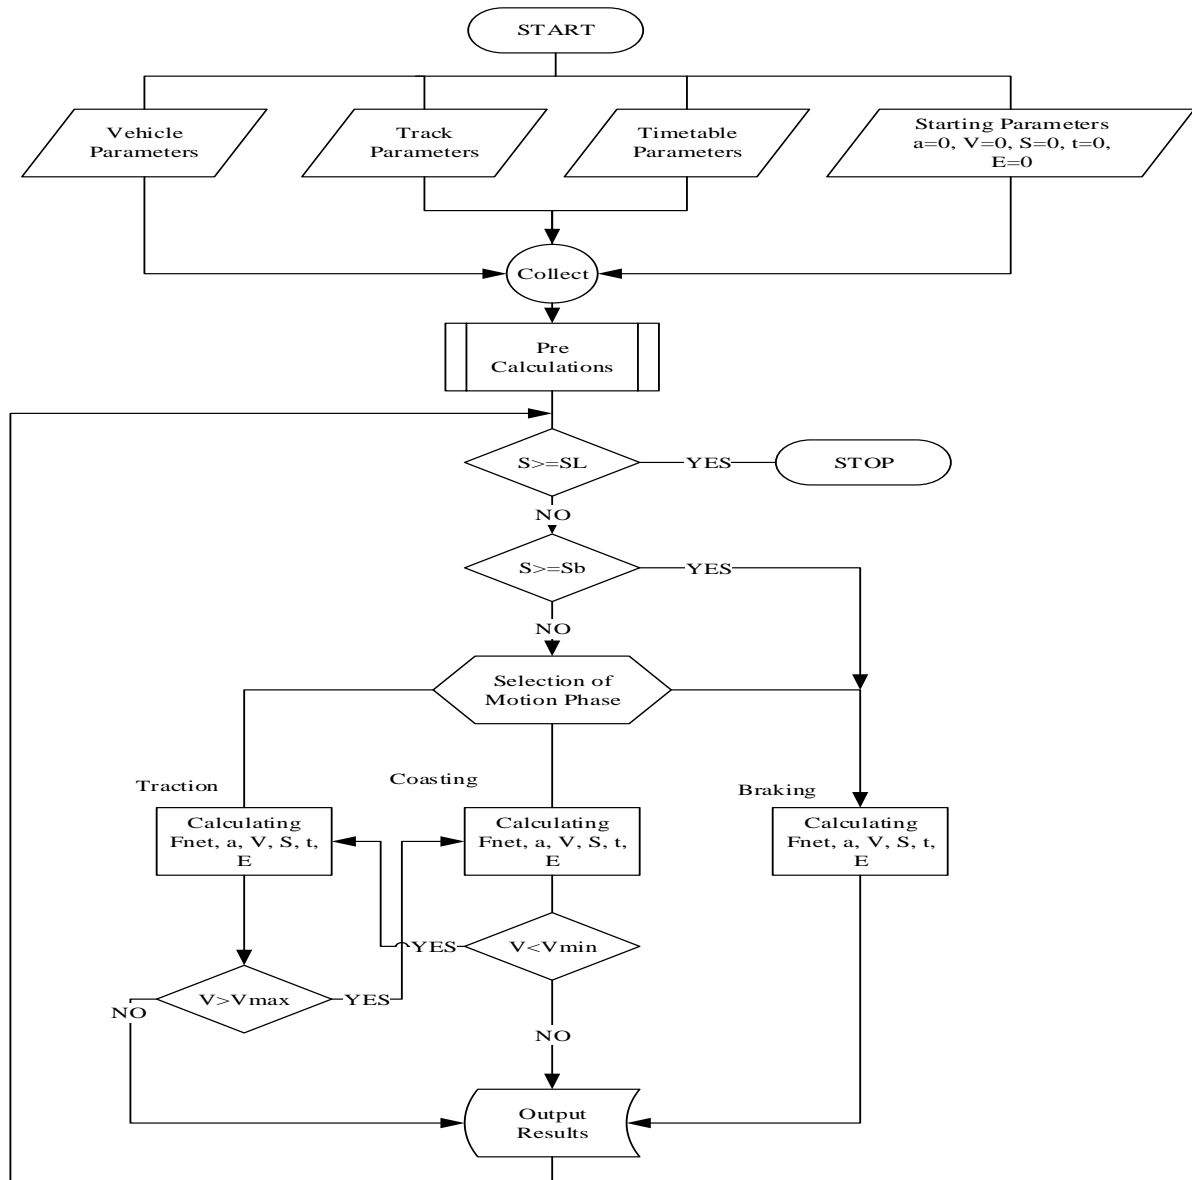 START
Vehicle
Parameters
Track
Parameters
Timetable
Parameters
Starting Parameters
a=0, V=0, S=0, t=0,
E=0
Collect
Pre
Calculations
S>=SL
YES
STOP
NO
S>=Sb
YES
NO
Selection of
Motion Phase
Traction
Coasting
Braking
Calculating
Fnet, a, V, S, t,
E
Calculating
Fnet, a, V, S, t,
E
Calculating
Fnet, a, V, S, t,
E
YES
V<Vmin
V>Vmax
YES
NO
NO
Output
Results